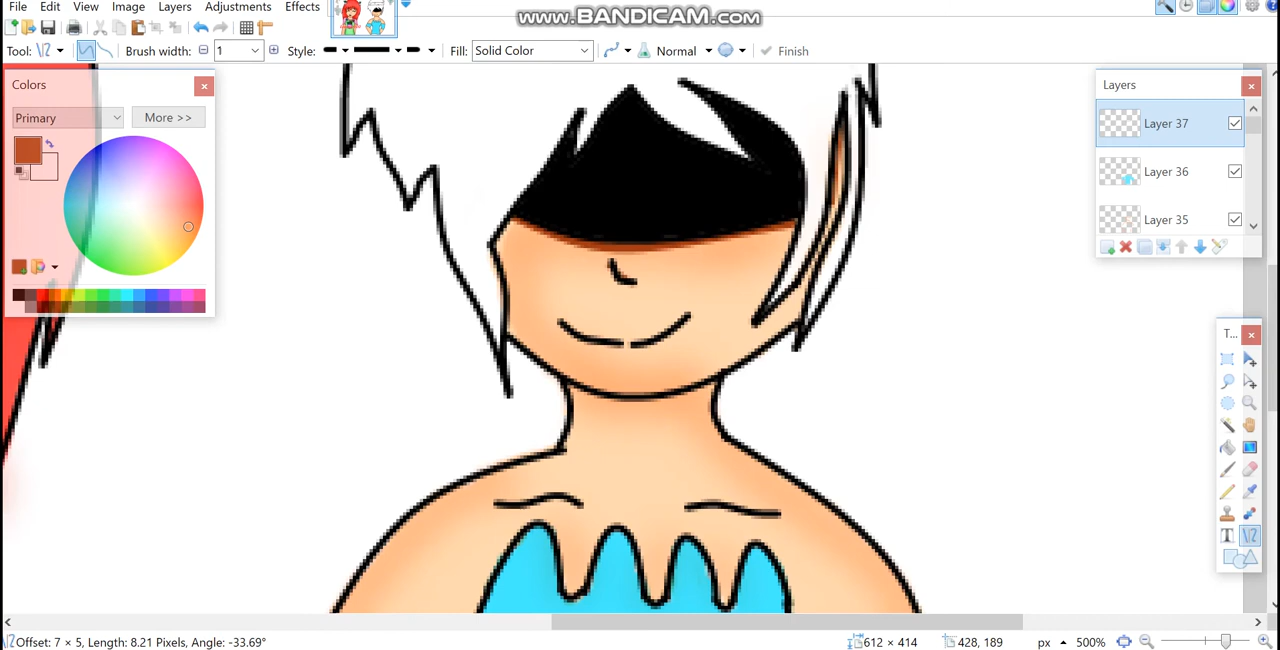 www.BANDICAM.com
File Edit View Image Layers Adjustments Effects
Tool: Brush width: 1 Style: Fill: Solid Color Normal Finish
Colors
Primary More >>
Layers
Layer 37
Layer 36
Layer 35
T...
T
Offset: 7 × 5, Length: 8.21 Pixels, Angle: -33.69° 612 × 414 428, 189 px 500%